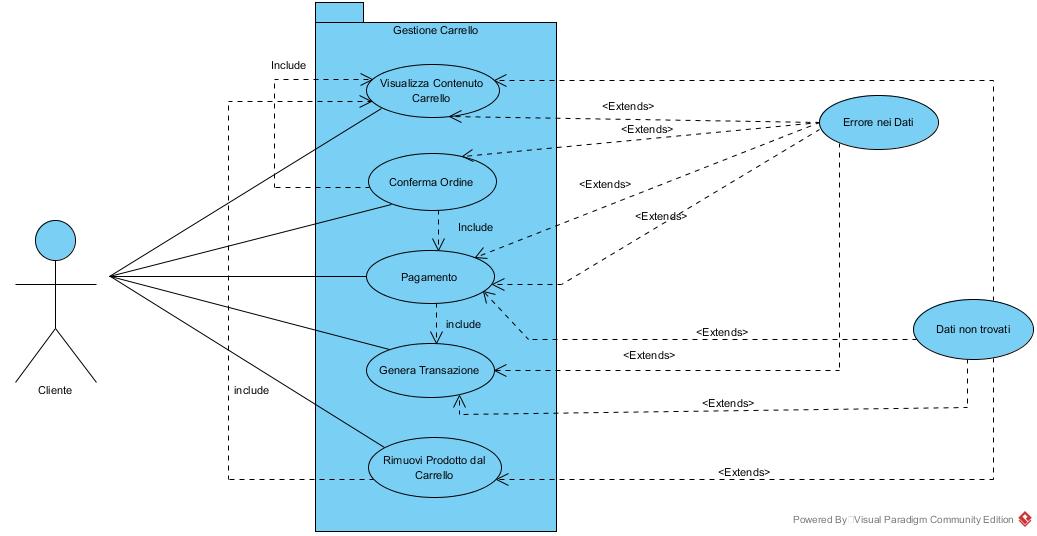 Gestione Carrello
Include
Visualizza Contenuto
Carrello
<Extends>
Errore nei Dati
<Extends>
Conferma Ordine
<Extends>
<Extends>
Include
Pagamento
include
Dati non trovati
<Extends>
<Extends>
Genera Transazione
Cliente
include
<Extends>
Rimuovi Prodotto dal
Carrello
<Extends>
Powered By Visual Paradigm Community Edition